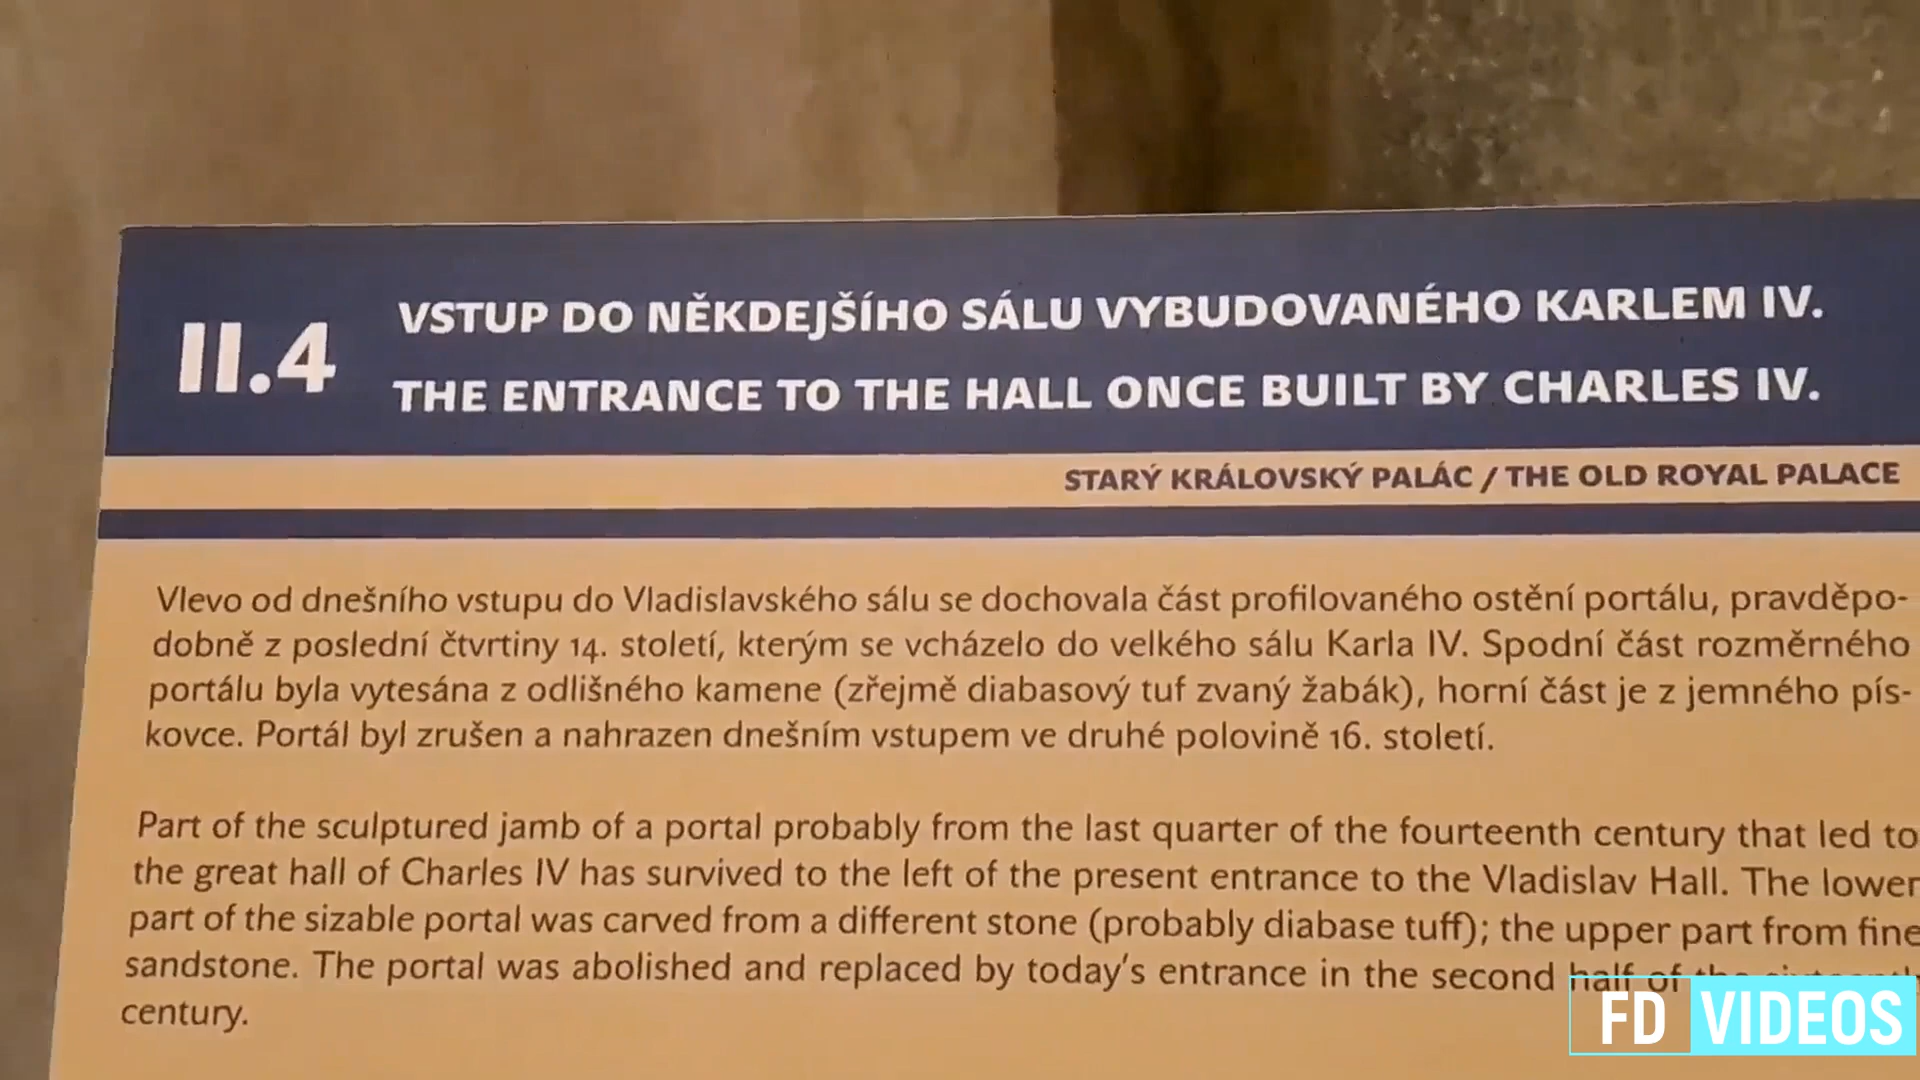 II.4
VSTUP DO NĚKDEJŠÍHO SÁLU VYBUDOVANÉHO KARLEM IV.
THE ENTRANCE TO THE HALL ONCE BUILT BY CHARLES IV.
STARÝ KRÁLOVSKÝ PALÁC / THE OLD ROYAL PALACE
Vlevo od dnešního vstupu do Vladislavského sálu se dochovala část profilovaného ostění portálu, pravděpo-
dobně z poslední čtvrtiny 14. století, kterým se vcházelo do velkého sálu Karla IV. Spodní část rozměrného
portálu byla vytesána z odlišného kamene (zřejmě diabasový tuf zvaný žabák), horní část je z jemného pís-
kovce. Portál byl zrušen a nahrazen dnešním vstupem ve druhé polovině 16. století.
Part of the sculptured jamb of a portal probably from the last quarter of the fourteenth century that led to
the great hall of Charles IV has survived to the left of the present entrance to the Vladislav Hall. The lower
part of the sizable portal was carved from a different stone (probably diabase tuff); the upper part from fine
sandstone. The portal was abolished and replaced by today's entrance in the second half of the
century.
FD VIDEOS